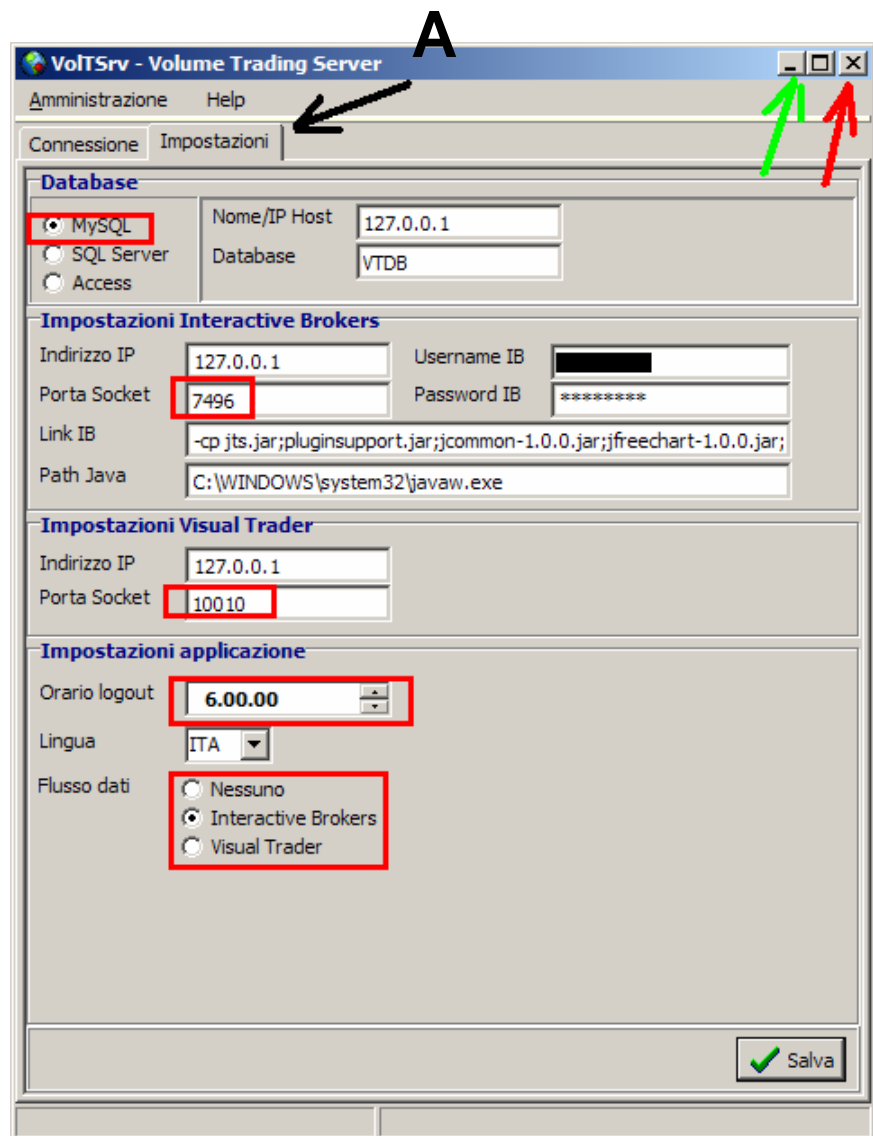 A
VolTSrv - Volume Trading Server
Amministrazione Help
Connessione Impostazioni
Database
MySQL
SQL Server
Access
Nome/IP Host 127.0.0.1
Database VTDB
Impostazioni Interactive Brokers
Indirizzo IP 127.0.0.1 Username IB
Porta Socket 7496 Password IB ********
Link IB -cp jts.jar;pluginsupport.jar;jcommon-1.0.0.jar;jfreechart-1.0.0.jar;
Path Java C:\WINDOWS\system32\javaw.exe
Impostazioni Visual Trader
Indirizzo IP 127.0.0.1
Porta Socket 10010
Impostazioni applicazione
Orario logout 6.00.00
Lingua ITA
Flusso dati
Nessuno
Interactive Brokers
Visual Trader
Salva